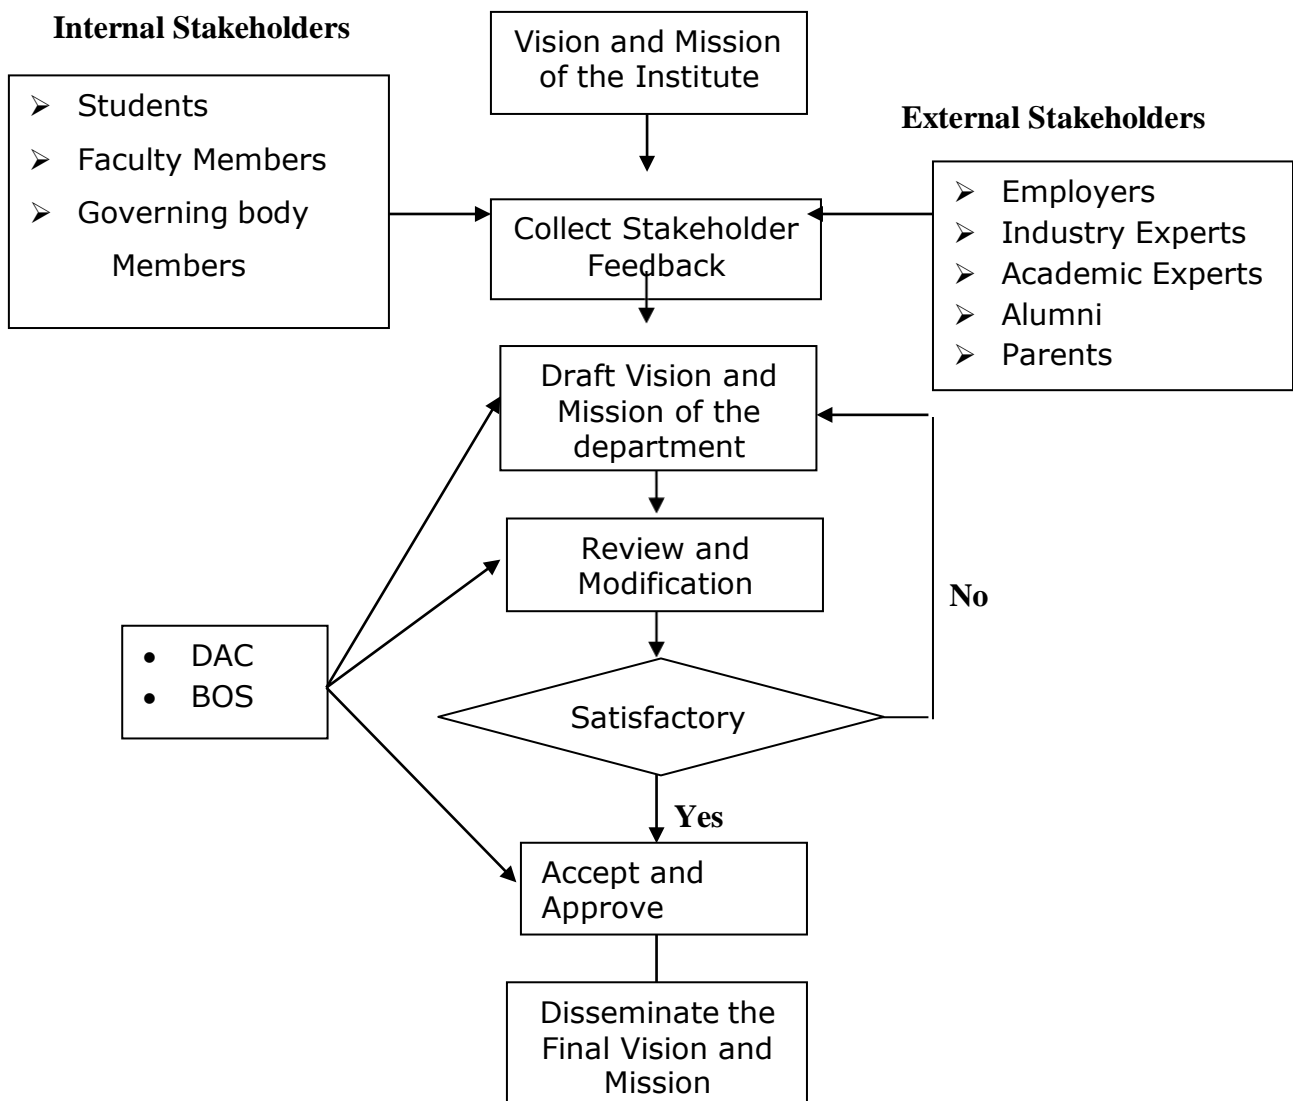 Internal Stakeholders
Students
Faculty Members
Governing body
Members
Vision and Mission
of the Institute
External Stakeholders
Employers
Industry Experts
Academic Experts
Alumni
Parents
Collect Stakeholder
Feedback
Draft Vision and
Mission of the
department
Review and
Modification
No
DAC
BOS
Satisfactory
Yes
Accept and
Approve
Disseminate the
Final Vision and
Mission